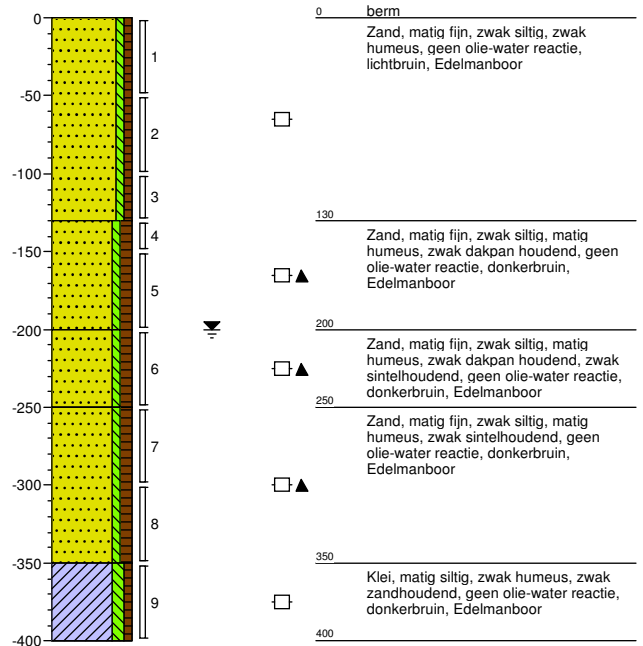 0
-50
-100
-150
-200
-250
-300
-350
-400
1
2
3
4
5
6
7
8
9
0
berm
Zand, matig fijn, zwak siltig, zwak
humeus, geen olie-water reactie,
lichtbruin, Edelmanboor
130
Zand, matig fijn, zwak siltig, matig
humeus, zwak dakpan houdend, geen
olie-water reactie, donkerbruin,
Edelmanboor
200
Zand, matig fijn, zwak siltig, matig
humeus, zwak dakpan houdend, zwak
sintelhoudend, geen olie-water reactie,
donkerbruin, Edelmanboor
250
Zand, matig fijn, zwak siltig, matig
humeus, zwak sintelhoudend, geen
olie-water reactie, donkerbruin,
Edelmanboor
350
Klei, matig siltig, zwak humeus, zwak
zandhoudend, geen olie-water reactie,
donkerbruin, Edelmanboor
400